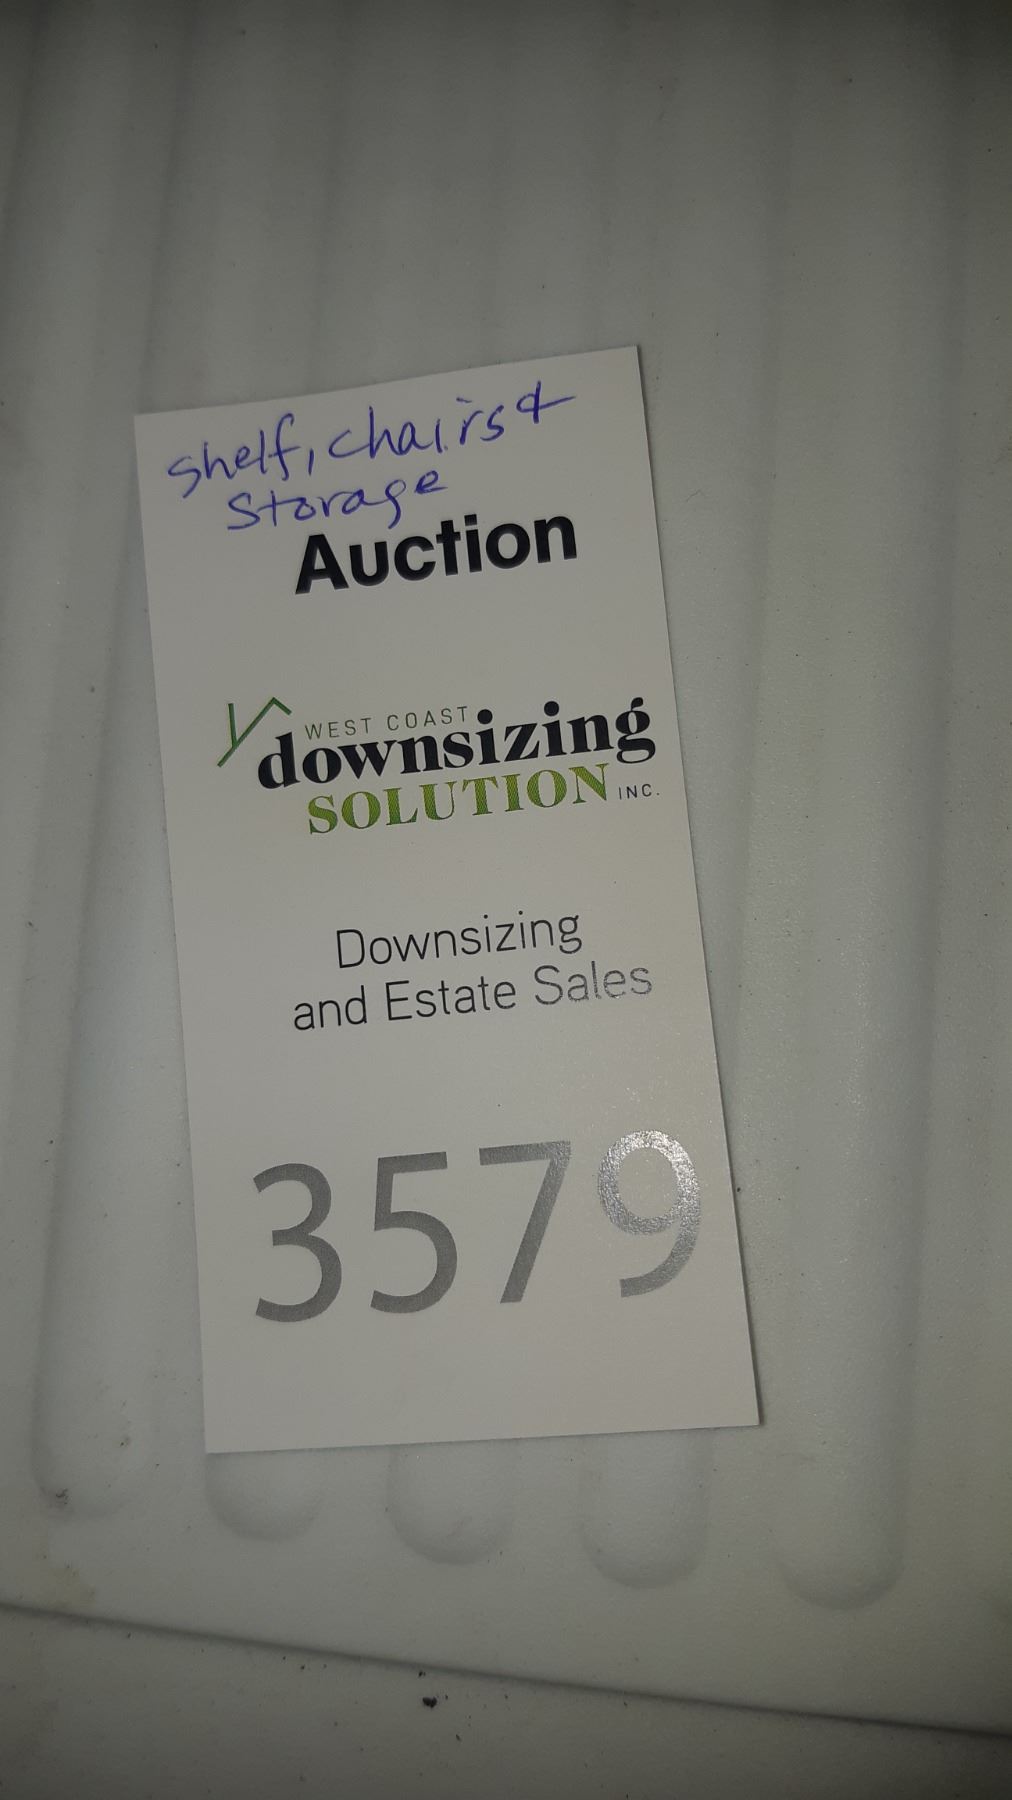 shelf, chairs &
Storage
Auction
WEST COAST
downsizing
SOLUTION INC.
Downsizing
and Estate Sales
3579